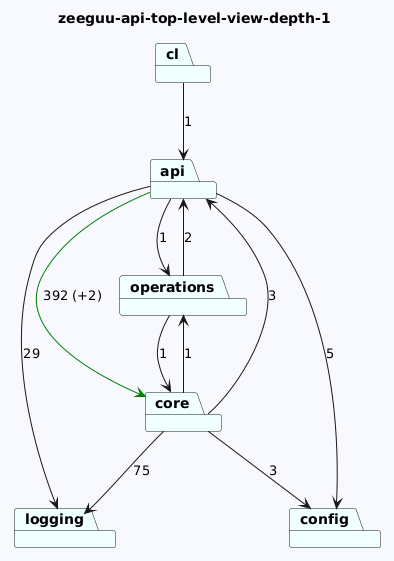 zeeguu-api-top-level-view-depth-1
cl
1
api
1
2
392 (+2)
3
operations
29
1
1
5
core
75
3
logging
config